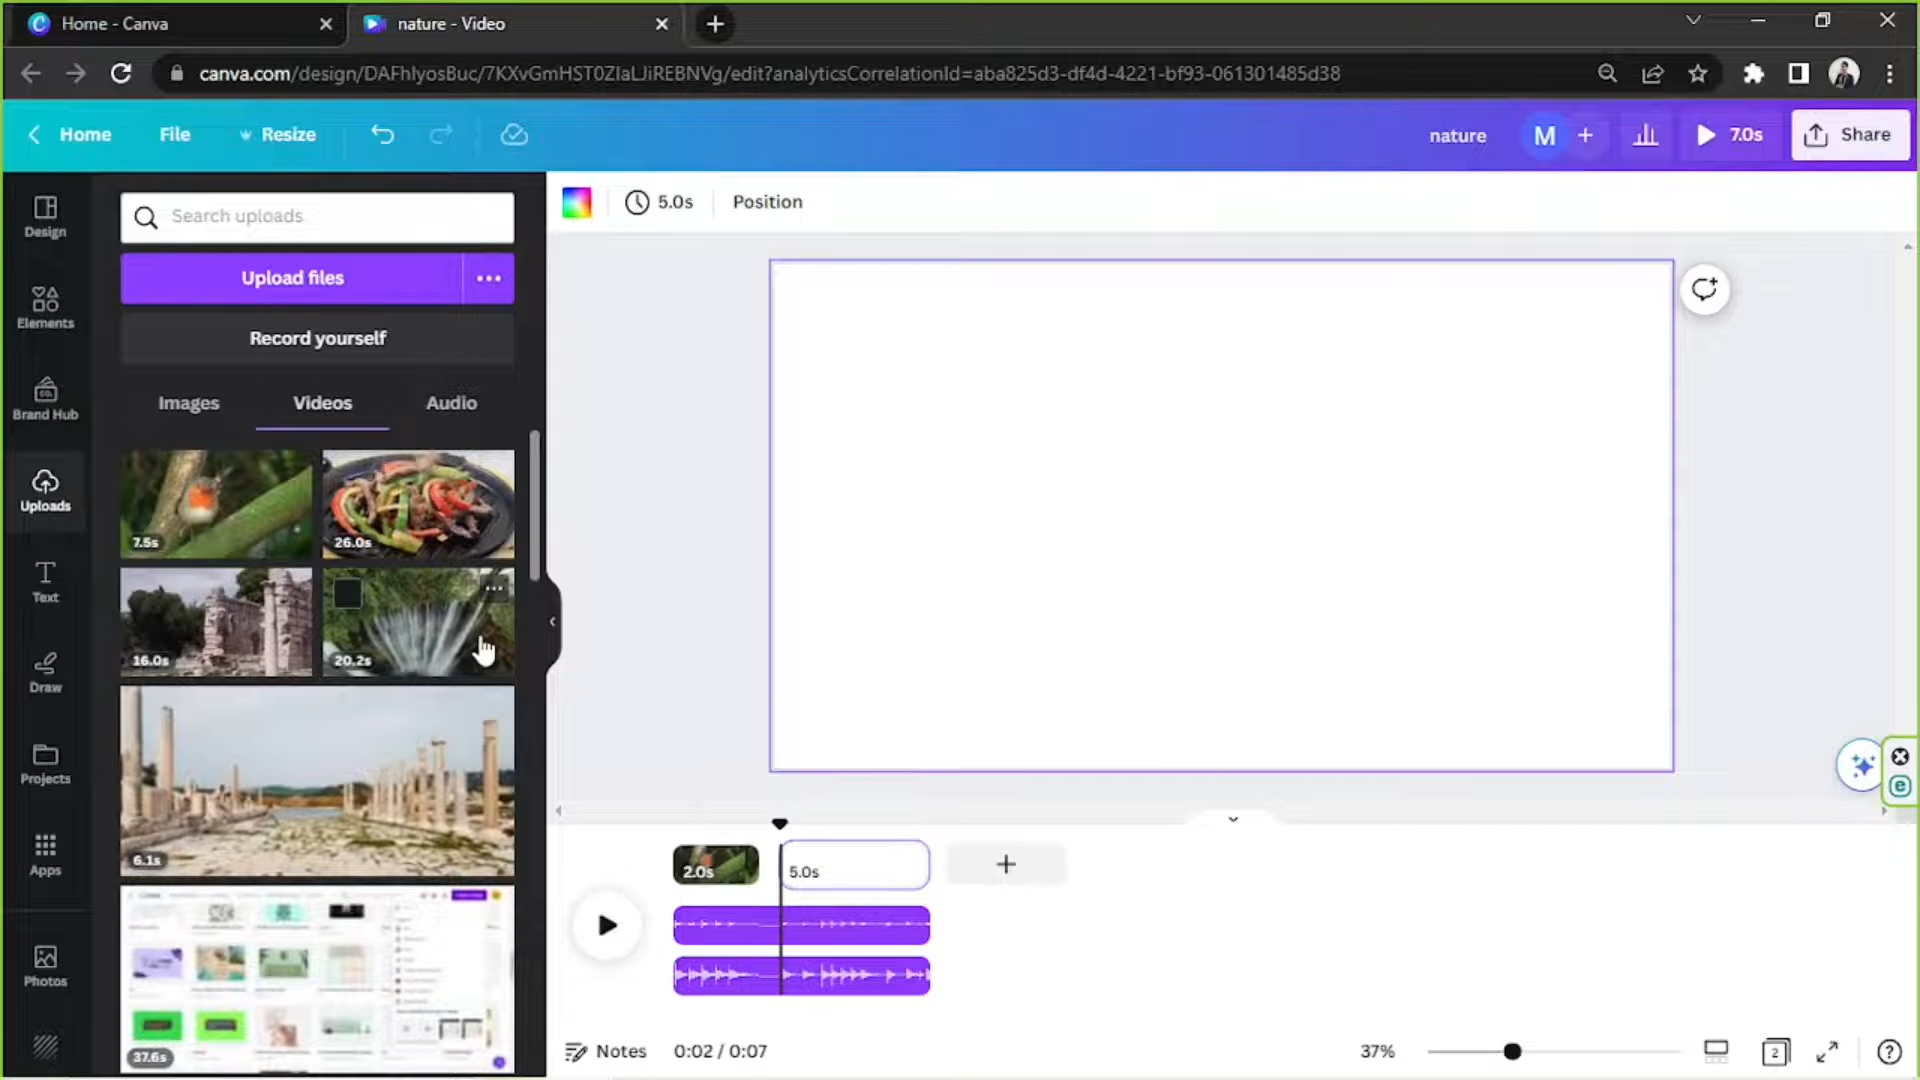 Home - Canva
nature - Video
canva.com/design/DAFhlyosBuc/7KXvGmHST0ZIaLJiREBNVg/edit?analyticsCorrelationId=aba825d3-df4d-4221-bf93-061301485d38
Home
File
Resize
nature
M
7.0s
Share
Design
Elements
Brand Hub
Uploads
Text
Draw
Projects
Apps
Photos
Search uploads
Upload files
Record yourself
Images
Videos
Audio
7.5s
26.0s
16.0s
20.2s
6.1s
37.6s
5.0s
Position
2.0s
5.0s
Notes
0:02 / 0:07
37%
2